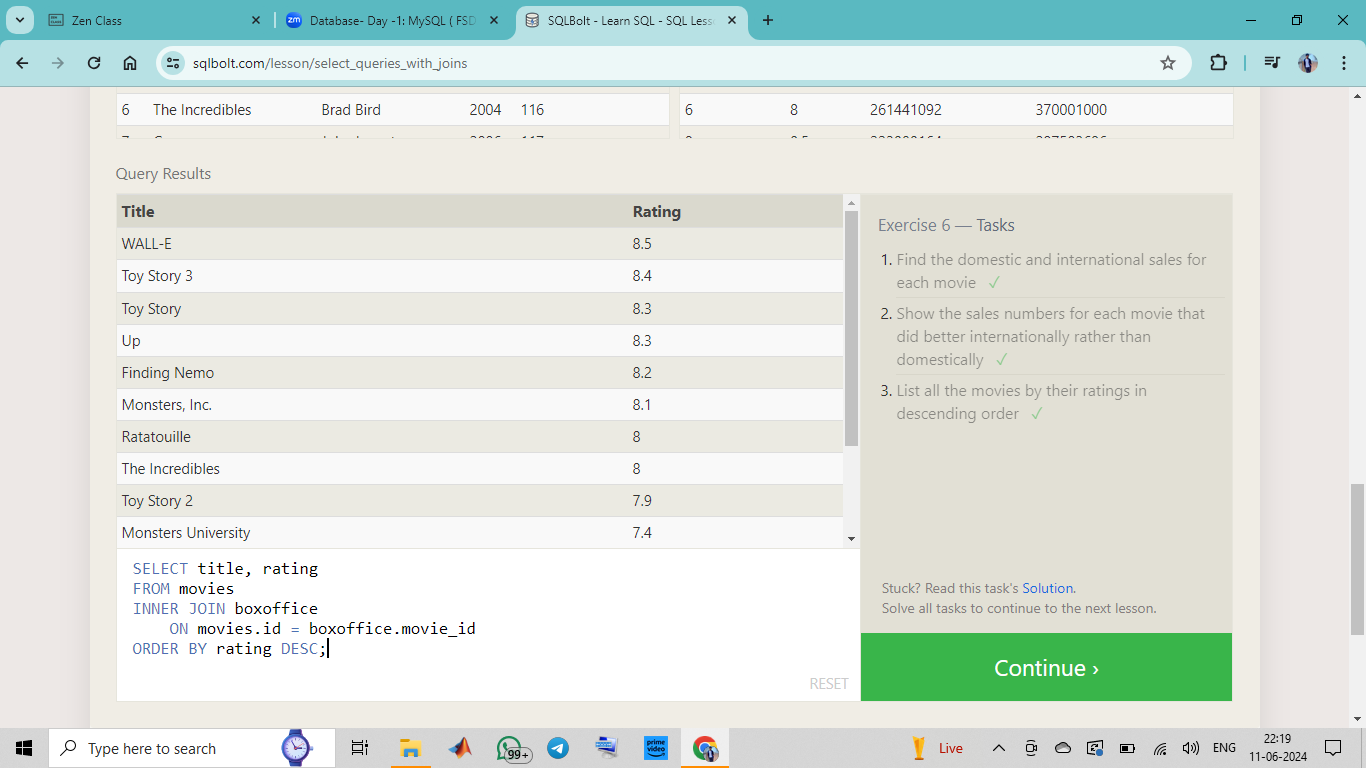 Zen Class
Database- Day -1: MySQL ( FSD
SQLBolt - Learn SQL - SQL Less
sqlbolt.com/lesson/select_queries_with_joins
6 The Incredibles Brad Bird 2004 116
6 8 261441092 370001000
Query Results
Title Rating
WALL-E 8.5
Toy Story 3 8.4
Toy Story 8.3
Up 8.3
Finding Nemo 8.2
Monsters, Inc. 8.1
Ratatouille 8
The Incredibles 8
Toy Story 2 7.9
Monsters University 7.4
Exercise 6 — Tasks
1. Find the domestic and international sales for
each movie ✓
2. Show the sales numbers for each movie that
did better internationally rather than
domestically ✓
3. List all the movies by their ratings in
descending order ✓
SELECT title, rating
FROM movies
INNER JOIN boxoffice
ON movies.id = boxoffice.movie_id
ORDER BY rating DESC;
RESET
Stuck? Read this task's Solution.
Solve all tasks to continue to the next lesson.
Continue ›
Type here to search
99+
prime
video
Live
ENG
22:19
11-06-2024